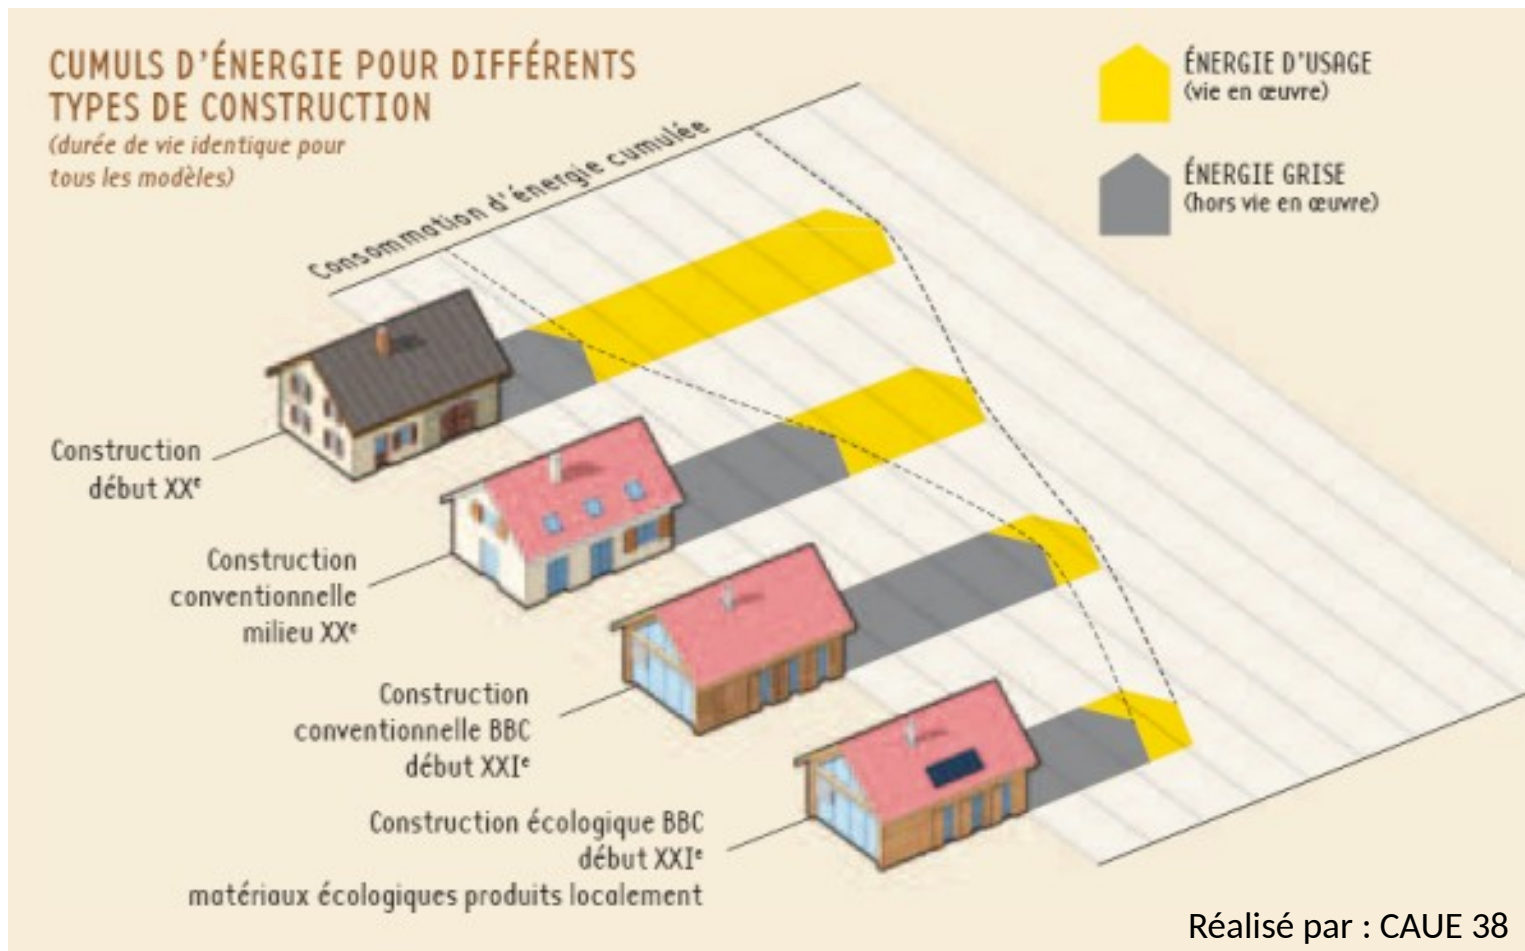 CUMULS D'ÉNERGIE POUR DIFFÉRENTS
TYPES DE CONSTRUCTION
(durée de vie identique pour
tous les modèles)
ÉNERGIE D'USAGE
(vie en œuvre)
ÉNERGIE GRISE
(hors vie en œuvre)
Consommation d'énergie cumulée
Construction
début XXᵉ
Construction
conventionnelle
milieu XXᵉ
Construction
conventionnelle BBC
début XXIᵉ
Construction écologique BBC
début XXIᵉ
matériaux écologiques produits localement
Réalisé par : CAUE 38